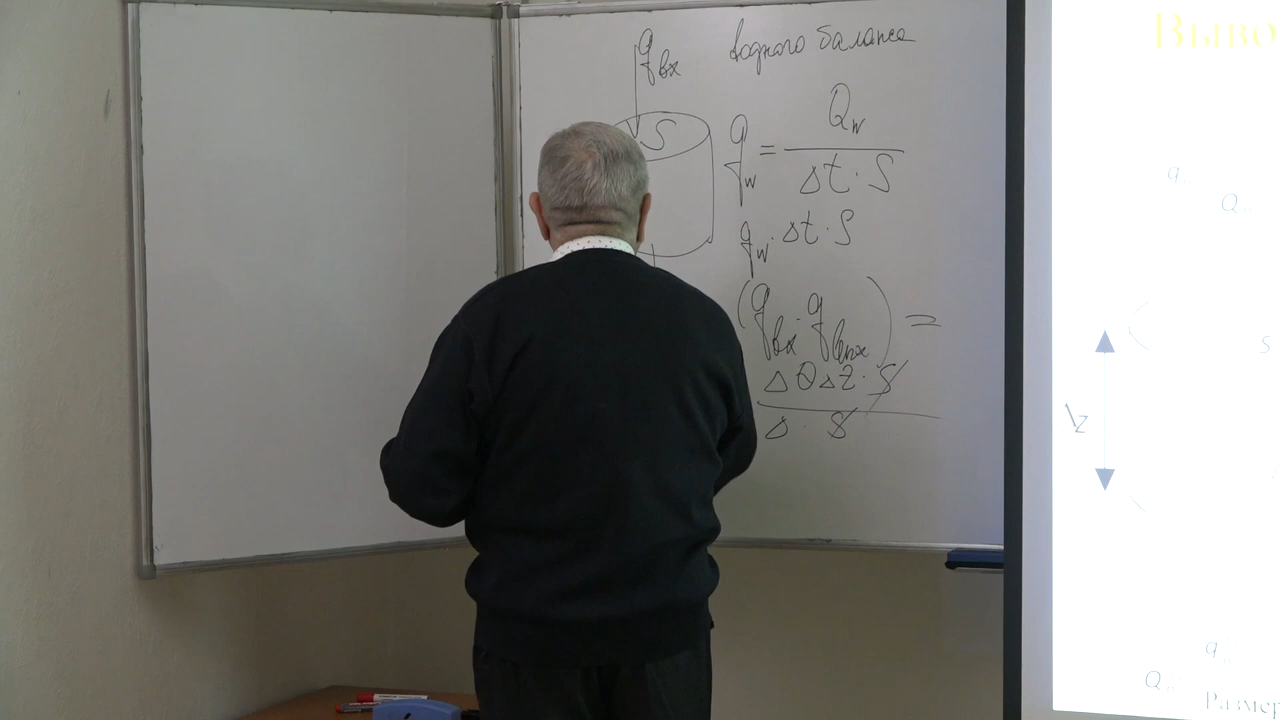 q вх
водного баланса
S
q w = Q w / Δt · S
q w · Δt · S
(q вх - q вых) =
Δ θ Δ z · S
Δ · S
Выво
q
Q
S
Δz
q
Q
Размер